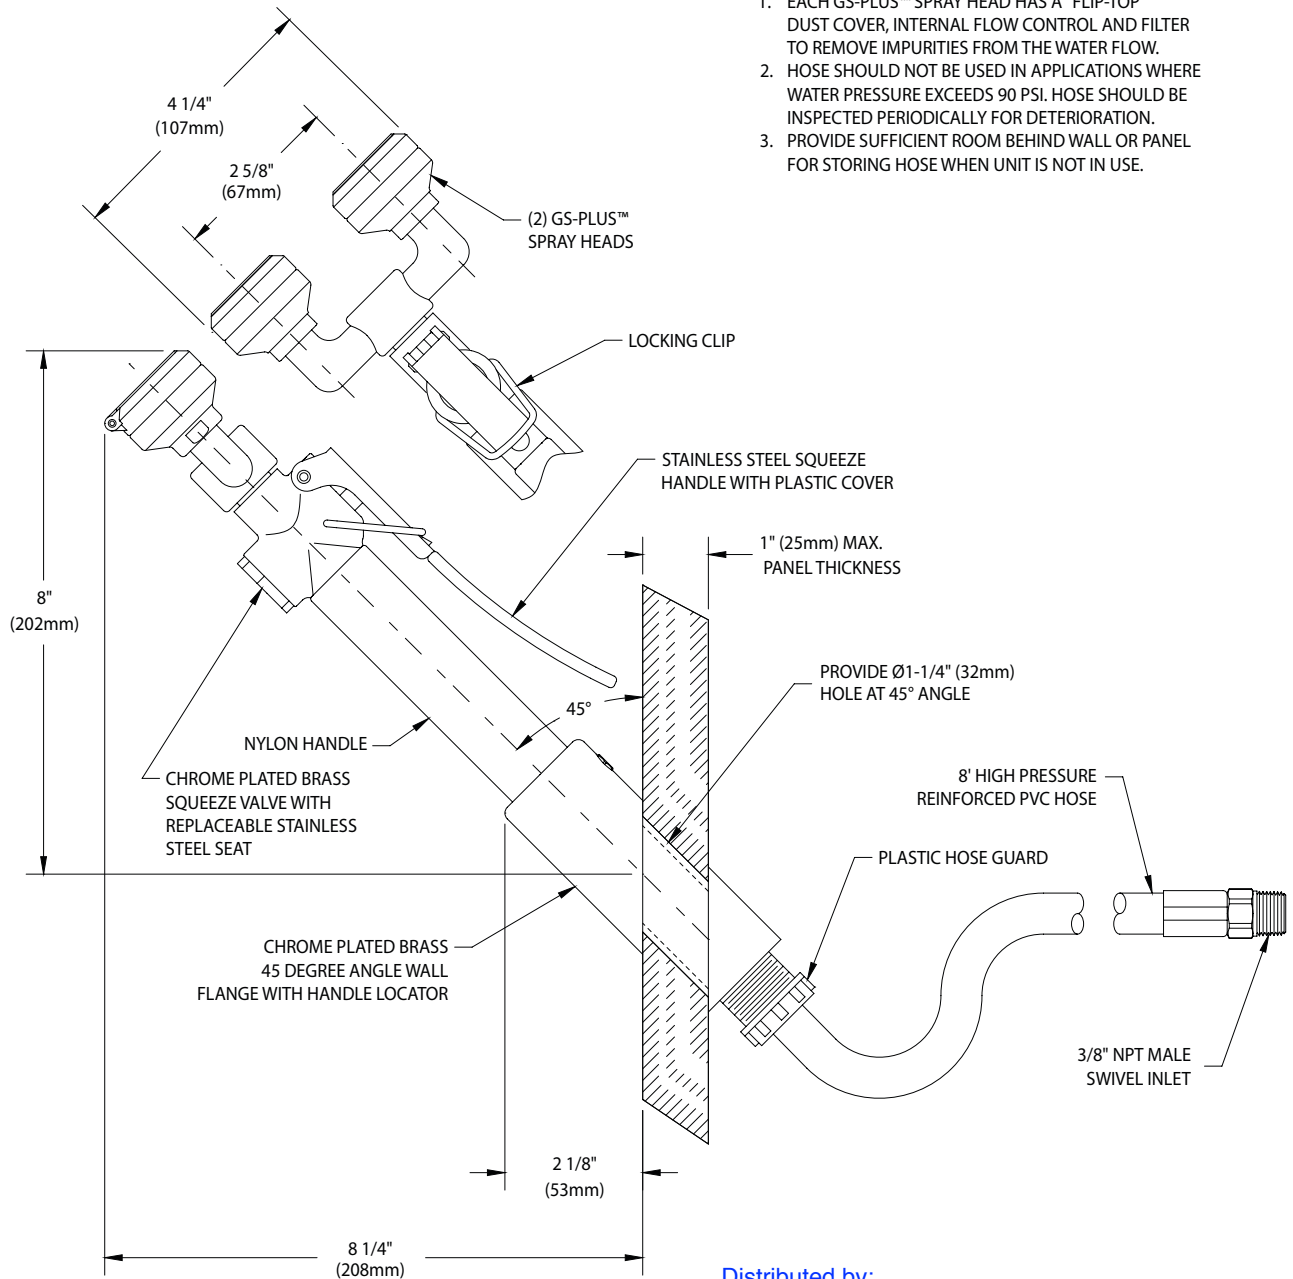 1. EACH GS-PLUS™ SPRAY HEAD HAS A "FLIP-TOP"
DUST COVER, INTERNAL FLOW CONTROL AND FILTER
TO REMOVE IMPURITIES FROM THE WATER FLOW.
2. HOSE SHOULD NOT BE USED IN APPLICATIONS WHERE
WATER PRESSURE EXCEEDS 90 PSI. HOSE SHOULD BE
INSPECTED PERIODICALLY FOR DETERIORATION.
3. PROVIDE SUFFICIENT ROOM BEHIND WALL OR PANEL
FOR STORING HOSE WHEN UNIT IS NOT IN USE.
4 1/4"
(107mm)
2 5/8"
(67mm)
(2) GS-PLUS™
SPRAY HEADS
LOCKING CLIP
STAINLESS STEEL SQUEEZE
HANDLE WITH PLASTIC COVER
1" (25mm) MAX.
PANEL THICKNESS
8"
(202mm)
PROVIDE Ø1-1/4" (32mm)
HOLE AT 45° ANGLE
45°
NYLON HANDLE
CHROME PLATED BRASS
SQUEEZE VALVE WITH
REPLACEABLE STAINLESS
STEEL SEAT
8' HIGH PRESSURE
REINFORCED PVC HOSE
PLASTIC HOSE GUARD
CHROME PLATED BRASS
45 DEGREE ANGLE WALL
FLANGE WITH HANDLE LOCATOR
3/8" NPT MALE
SWIVEL INLET
2 1/8"
(53mm)
8 1/4"
(208mm)
Distributed by: